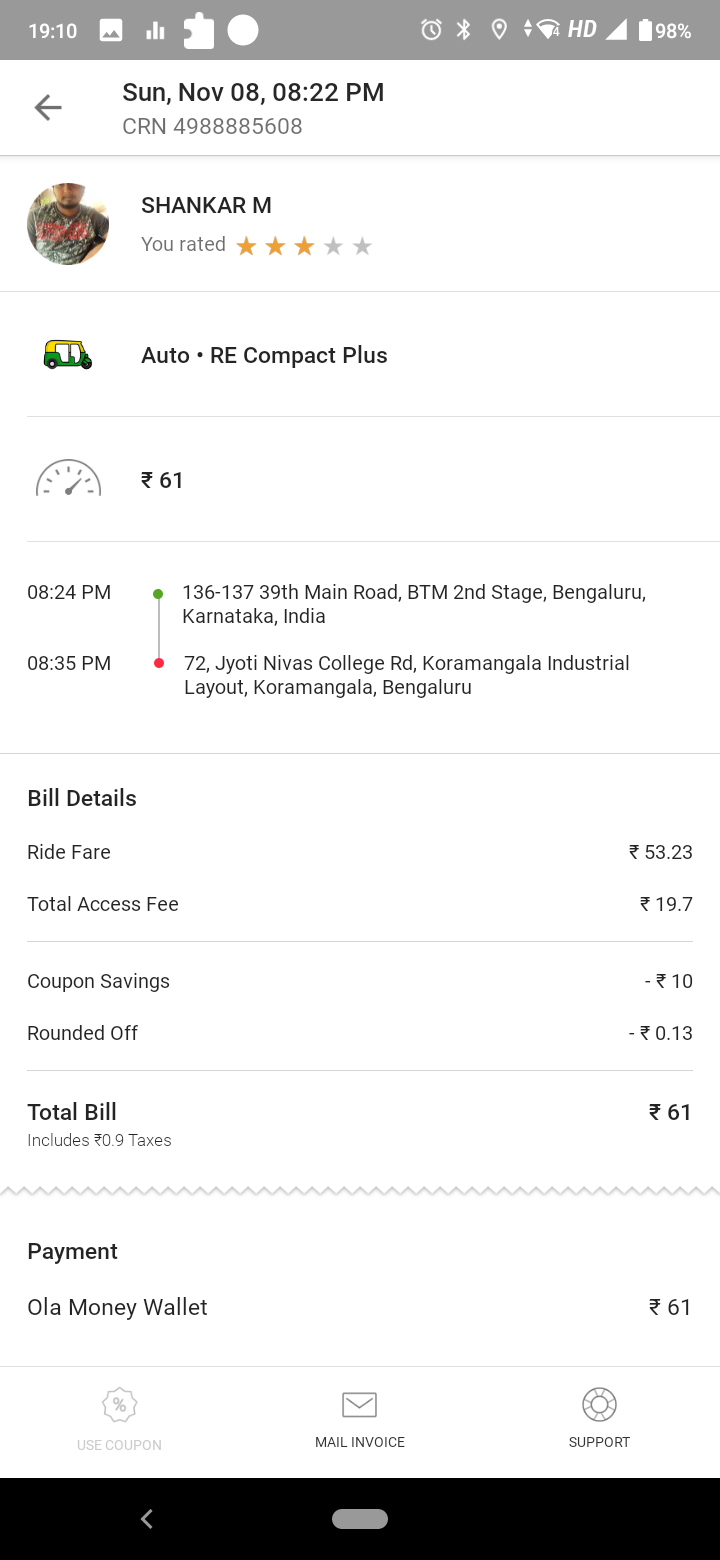 19:10
HD
98%
Sun, Nov 08, 08:22 PM
CRN 4988885608
SHANKAR M
You rated
Auto • RE Compact Plus
₹ 61
08:24 PM
136-137 39th Main Road, BTM 2nd Stage, Bengaluru,
Karnataka, India
08:35 PM
72, Jyoti Nivas College Rd, Koramangala Industrial
Layout, Koramangala, Bengaluru
Bill Details
Ride Fare ₹ 53.23
Total Access Fee ₹ 19.7
Coupon Savings - ₹ 10
Rounded Off - ₹ 0.13
Total Bill ₹ 61
Includes ₹0.9 Taxes
Payment
Ola Money Wallet ₹ 61
%
USE COUPON
MAIL INVOICE
SUPPORT